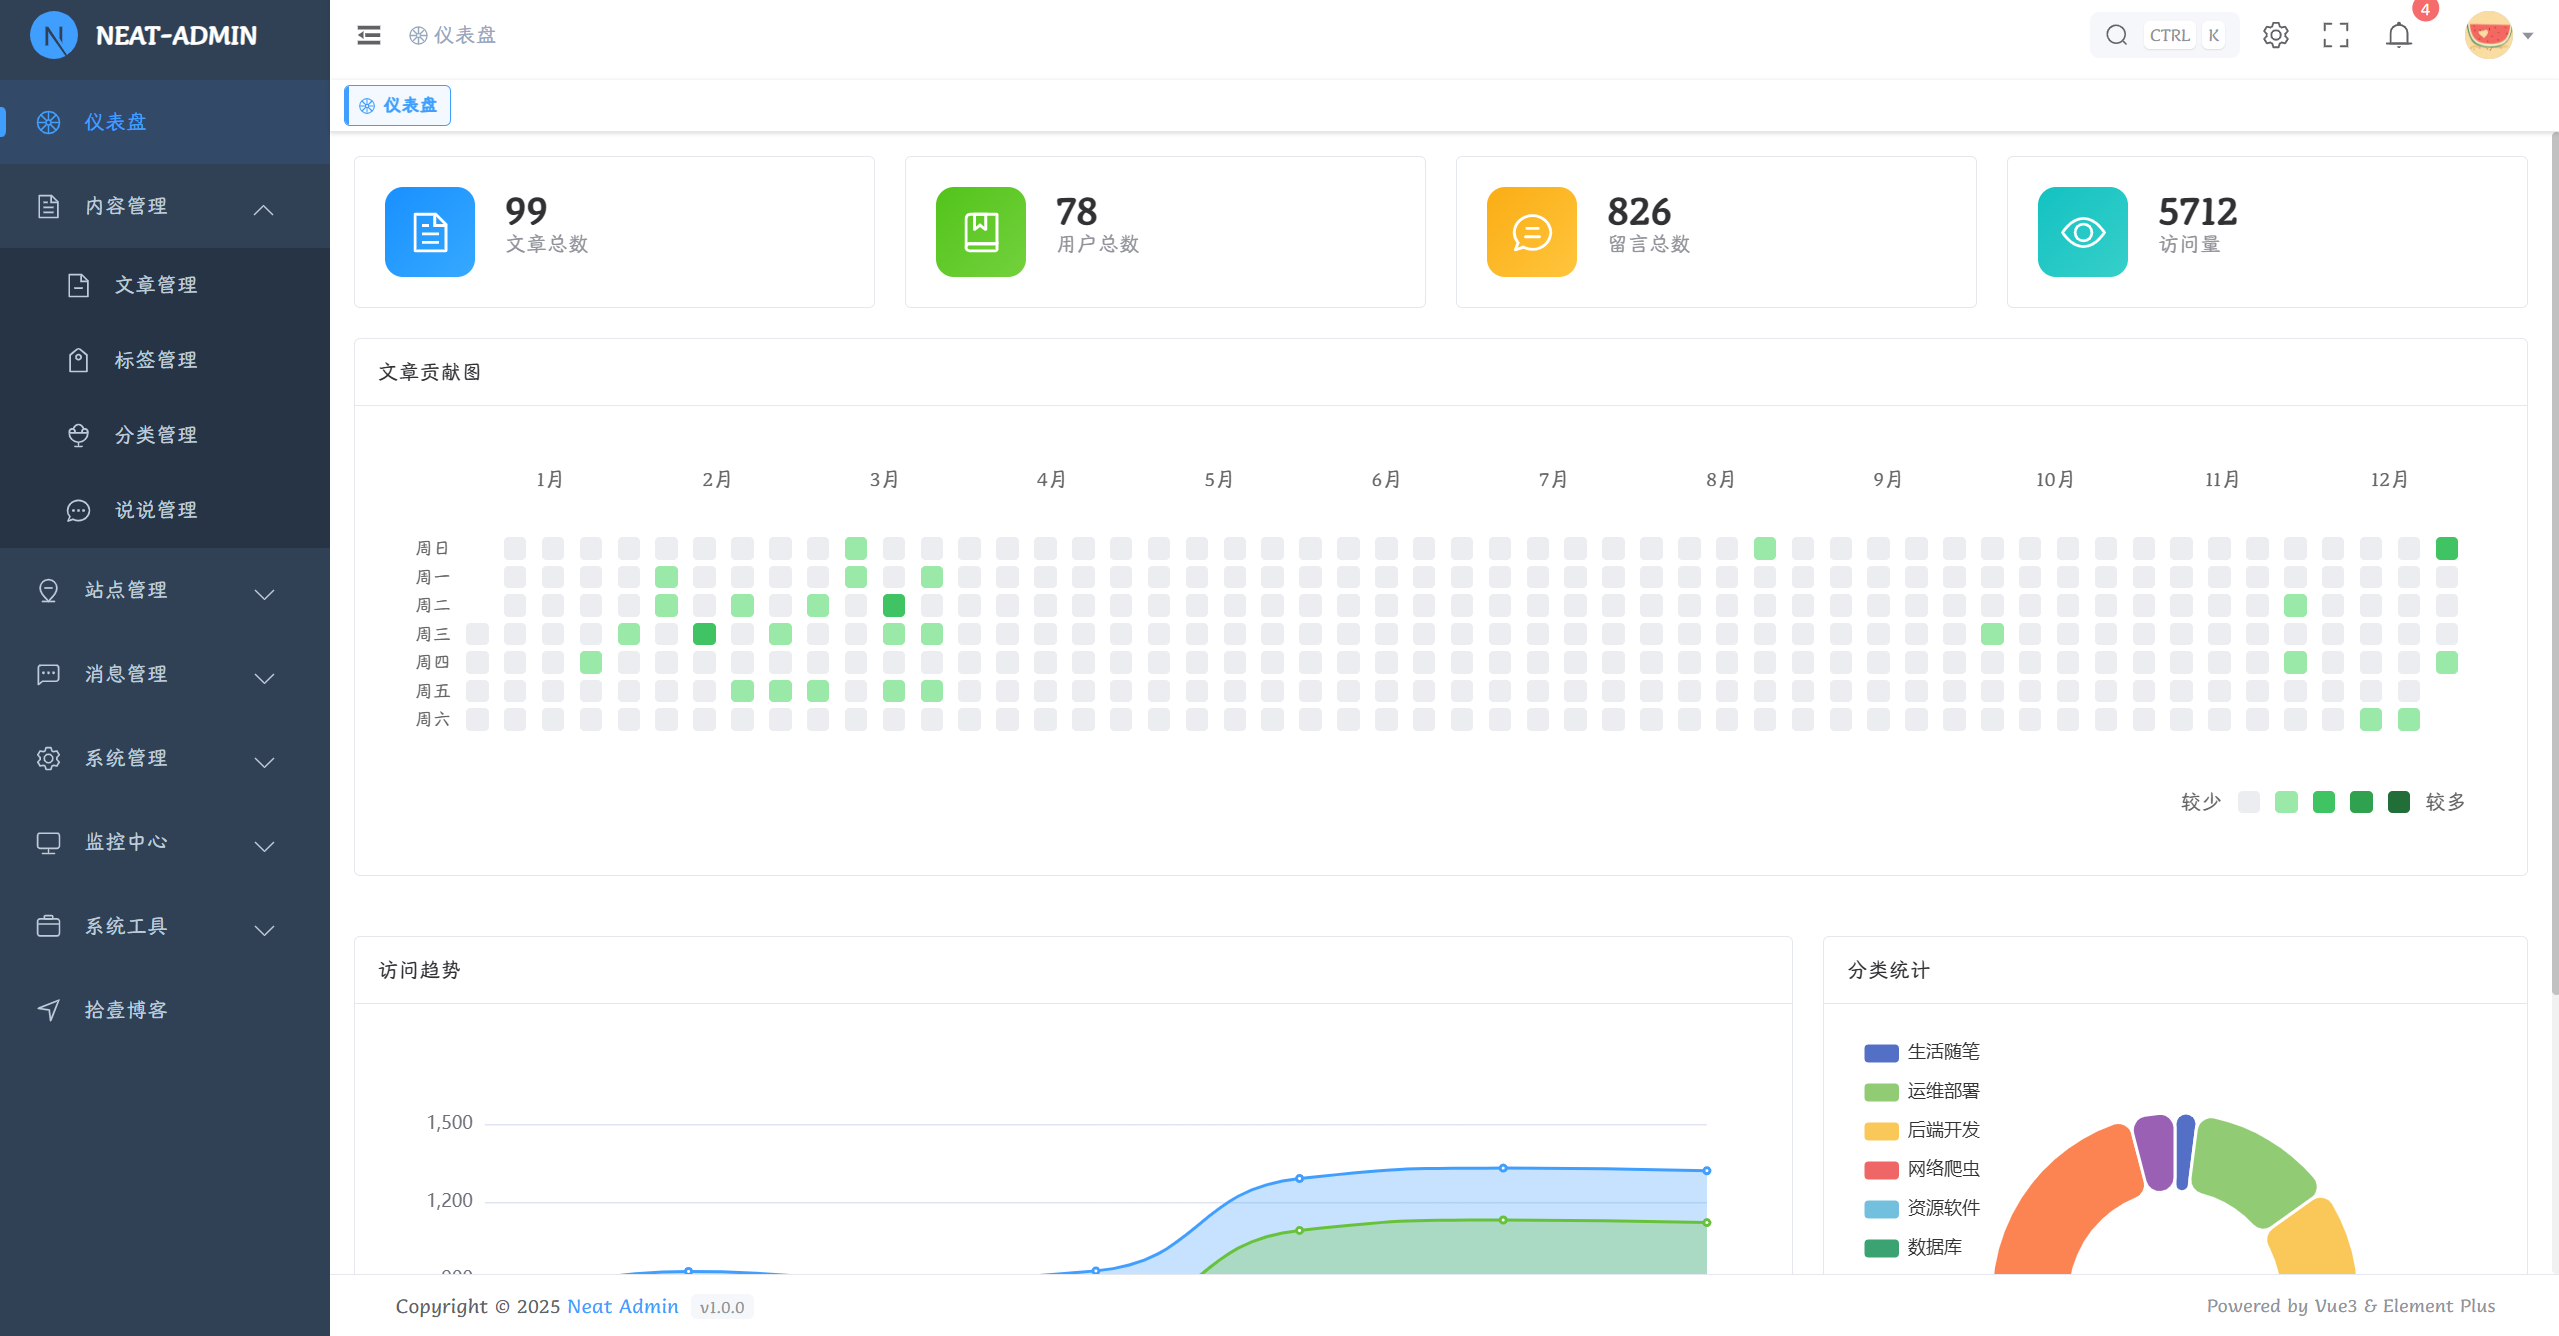 NEAT-ADMIN
仪表盘
内容管理
文章管理
标签管理
分类管理
说说管理
站点管理
消息管理
系统管理
监控中心
系统工具
拾壹博客
仪表盘
CTRL K
4
仪表盘
99
文章总数
78
用户总数
826
留言总数
5712
访问量
文章贡献图
1月 2月 3月 4月 5月 6月 7月 8月 9月 10月 11月 12月
周日
周一
周二
周三
周四
周五
周六
较少 较多
访问趋势
1,500
1,200
分类统计
生活随笔
运维部署
后端开发
网络爬虫
资源软件
数据库
Copyright © 2025 Neat Admin v1.0.0
Powered by Vue3 & Element Plus